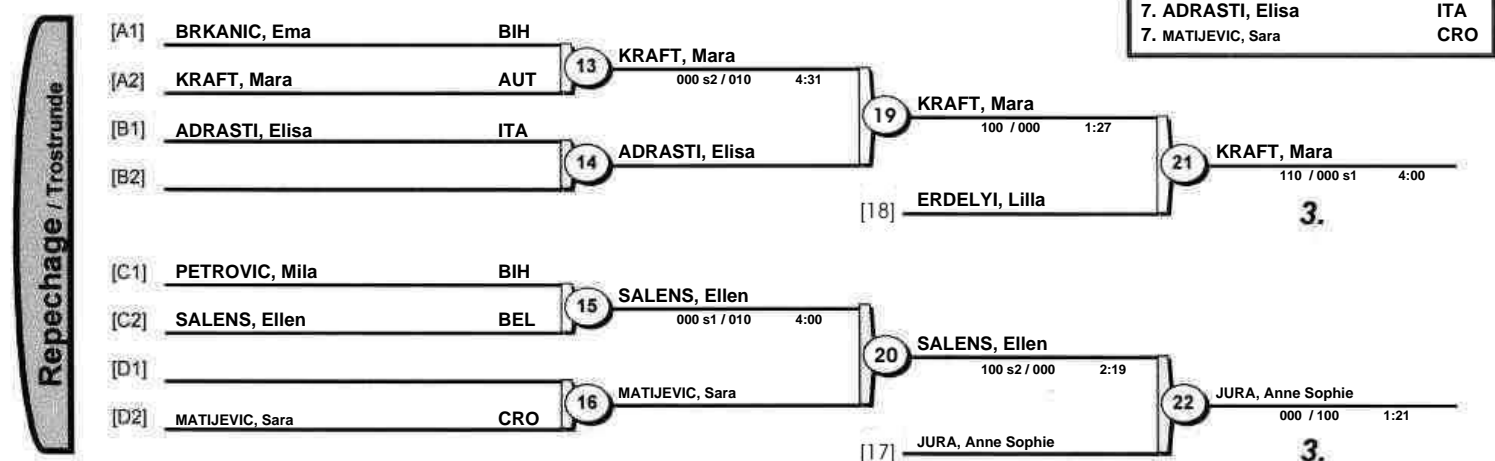 7. ADRASTI, Elisa ITA
7. MATIJEVIC, Sara CRO
Repechage / Trostrunde
[A1] BRKANIC, Ema BIH
13 KRAFT, Mara
000 s2 / 010 4:31
[A2] KRAFT, Mara AUT
19 KRAFT, Mara
100 / 000 1:27
[B1] ADRASTI, Elisa ITA
14 ADRASTI, Elisa
21 KRAFT, Mara
110 / 000 s1 4:00
[B2]
[18] ERDELYI, Lilla
3.
[C1] PETROVIC, Mila BIH
15 SALENS, Ellen
000 s1 / 010 4:00
[C2] SALENS, Ellen BEL
20 SALENS, Ellen
100 s2 / 000 2:19
[D1]
16 MATIJEVIC, Sara
22 JURA, Anne Sophie
000 / 100 1:21
[D2] MATIJEVIC, Sara CRO
[17] JURA, Anne Sophie
3.